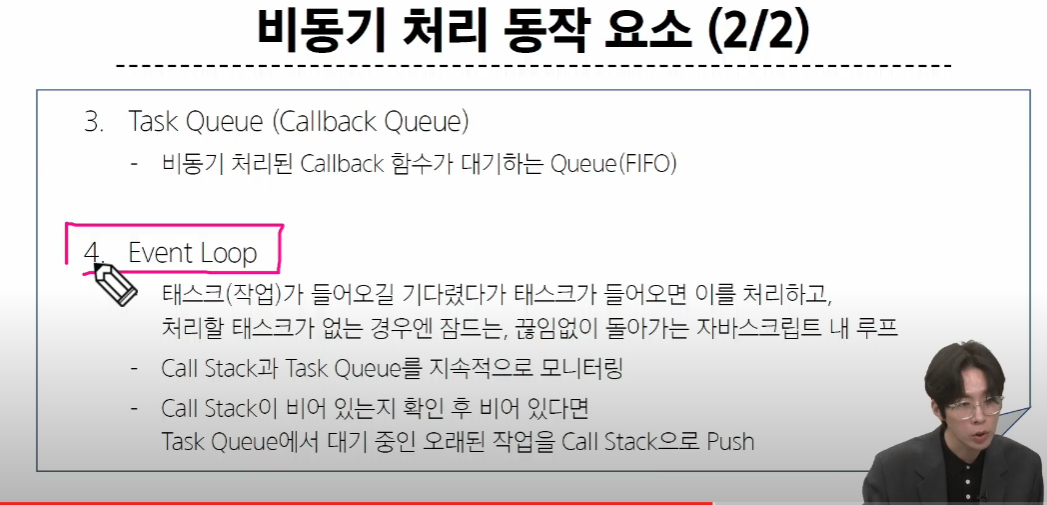 비동기 처리 동작 요소 (2/2)
3. Task Queue (Callback Queue)
- 비동기 처리된 Callback 함수가 대기하는 Queue(FIFO)
4. Event Loop
태스크(작업)가 들어오길 기다렸다가 태스크가 들어오면 이를 처리하고,
처리할 태스크가 없는 경우엔 잠드는, 끊임없이 돌아가는 자바스크립트 내 루프
- Call Stack과 Task Queue를 지속적으로 모니터링
- Call Stack이 비어 있는지 확인 후 비어 있다면
Task Queue에서 대기 중인 오래된 작업을 Call Stack으로 Push